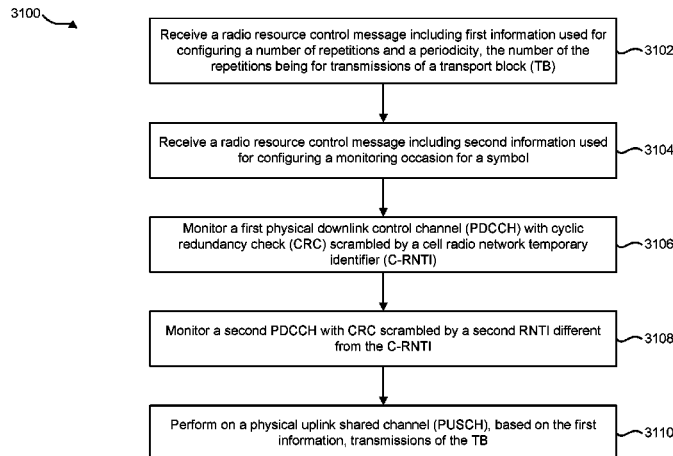 3100
Receive a radio resource control message including first information used for
configuring a number of repetitions and a periodicity, the number of the
repetitions being for transmissions of a transport block (TB)
3102
Receive a radio resource control message including second information used
for configuring a monitoring occasion for a symbol
3104
Monitor a first physical downlink control channel (PDCCH) with cyclic
redundancy check (CRC) scrambled by a cell radio network temporary
identifier (C-RNTI)
3106
Monitor a second PDCCH with CRC scrambled by a second RNTI different
from the C-RNTI
3108
Perform on a physical uplink shared channel (PUSCH), based on the first
information, transmissions of the TB
3110